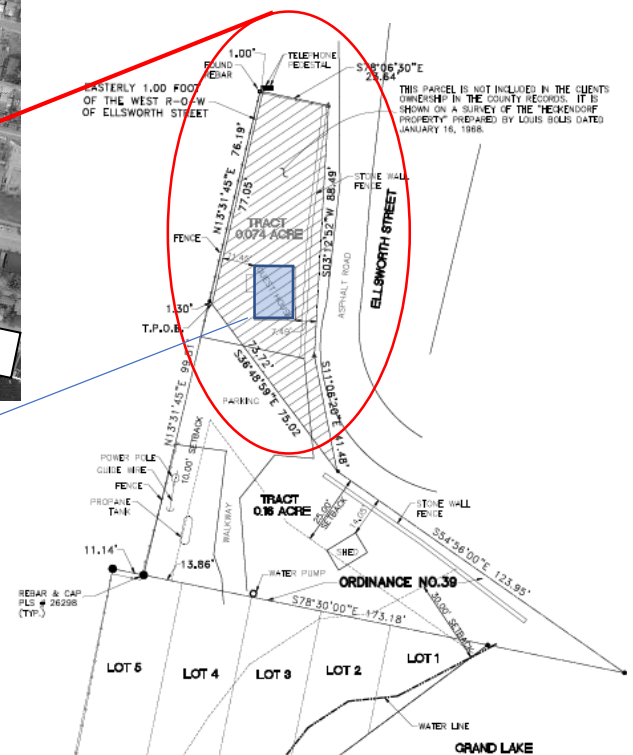 1.00'
FOUND
REBAR
TELEPHONE
PEDESTAL
S78°06'30"E
23.64'
EASTERLY 1.00 FOOT
OF THE WEST R-O-W
OF ELLSWORTH STREET
THIS PARCEL IS NOT INCLUDED IN THE CLIENTS
OWNERSHIP IN THE COUNTY RECORDS. IT IS
SHOWN ON A SURVEY OF THE "HECKENDORF
PROPERTY" PREPARED BY LOUIS BOLIS DATED
JANUARY 16, 1968.
N13°31'45"E 76.19'
77.05'
STONE WALL
FENCE
S03°12'52"W 88.49'
TRACT
0.074 ACRE
FENCE
21.45'
GUEST HOUSE
7.49'
ASPHALT ROAD
ELLSWORTH STREET
1.30'
T.P.O.B.
73.72'
S36°48'59"E 75.02
S11°06'20"E 41.48'
N13°31'45"E
PARKING
10.00' SETBACK
POWER POLE
GUIDE WIRE
FENCE
PROPANE
TANK
WALKWAY
TRACT
0.16 ACRE
25.00'
SETBACK
14.05'
SHED
STONE WALL
FENCE
S54°56'00"E 123.95'
11.14'
13.86'
WATER PUMP
ORDINANCE NO.39
REBAR & CAP
PLS # 26298
(TYP.)
S78°30'00"E 173.18'
30.00' SETBACK
LOT 5
LOT 4
LOT 3
LOT 2
LOT 1
WATER LINE
GRAND LAKE